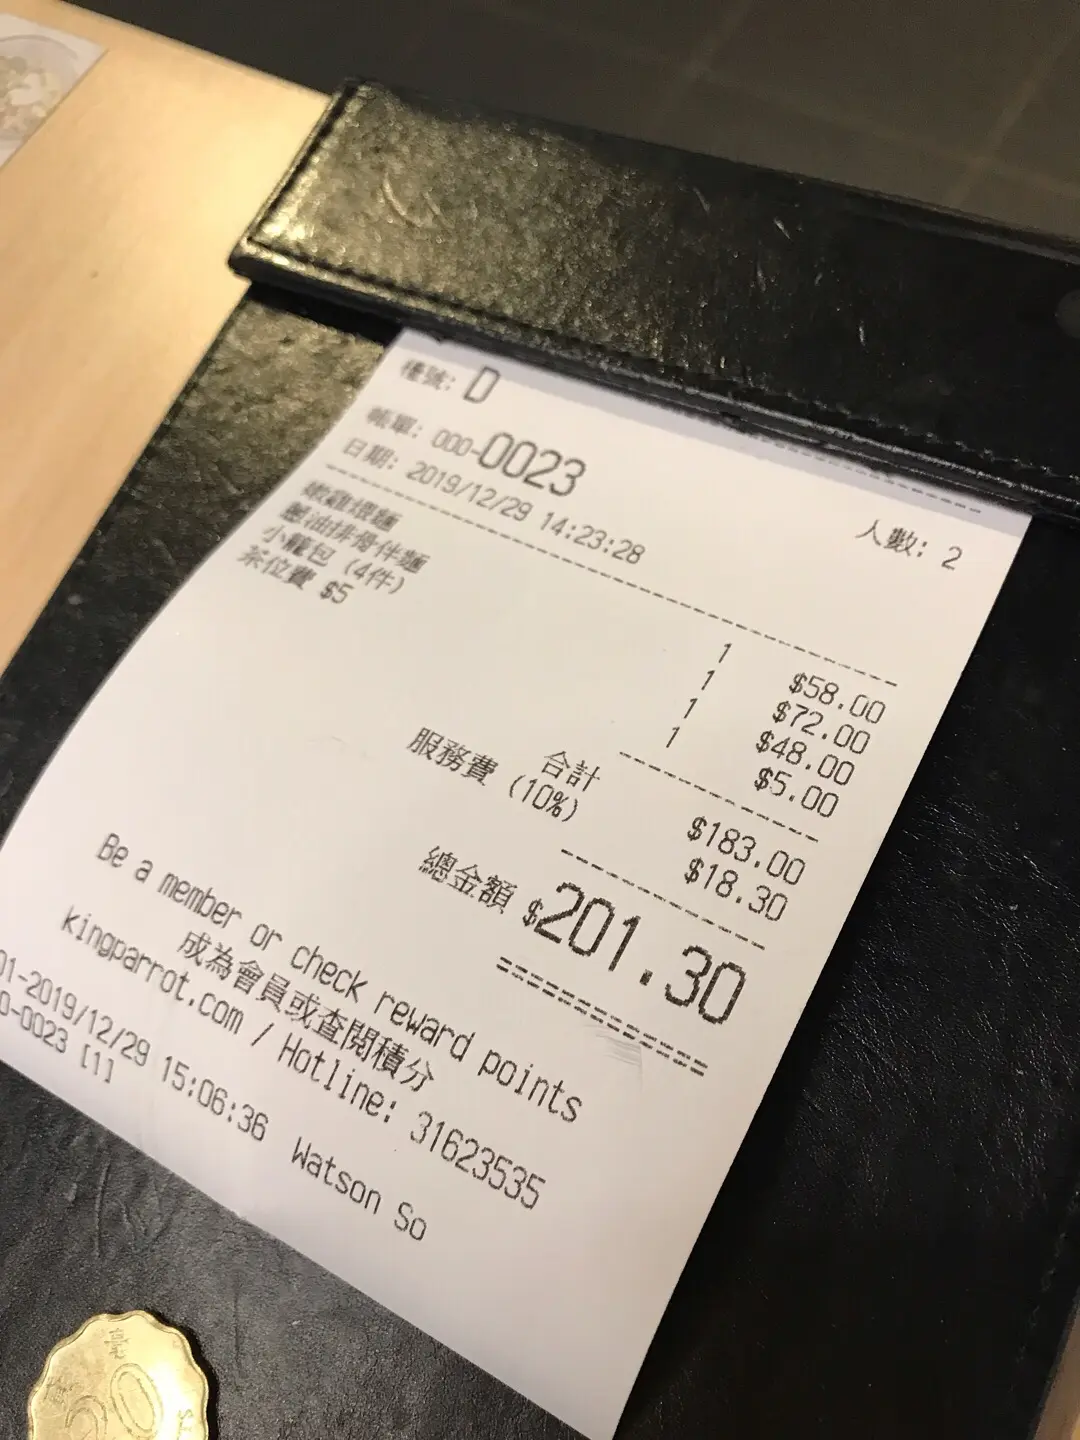 檯號: D
帳單: 000-0023
日期: 2019/12/29 14:23:28 人數: 2
嫩雞煨麵 1 $58.00
蔥油排骨伴麵 1 $72.00
小籠包 (4件) 1 $48.00
茶位費 $5 1 $5.00
合計 $183.00
服務費 (10%) $18.30
總金額 $201.30
Be a member or check reward points
成為會員或查閱積分
kingparrot.com / Hotline: 31623535
01-2019/12/29 15:06:36 Watson So
0-0023 [1]